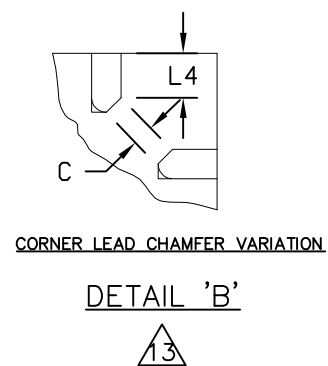 L4
C
CORNER LEAD CHAMFER VARIATION
DETAIL 'B'
13